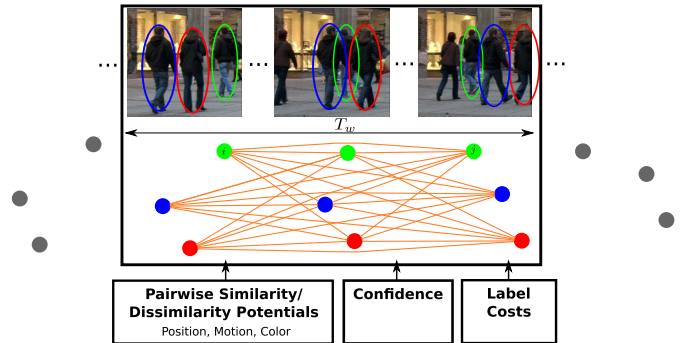 ... ... ... ...
T_w
i j
Pairwise Similarity/
Dissimilarity Potentials
Position, Motion, Color
Confidence
Label
Costs